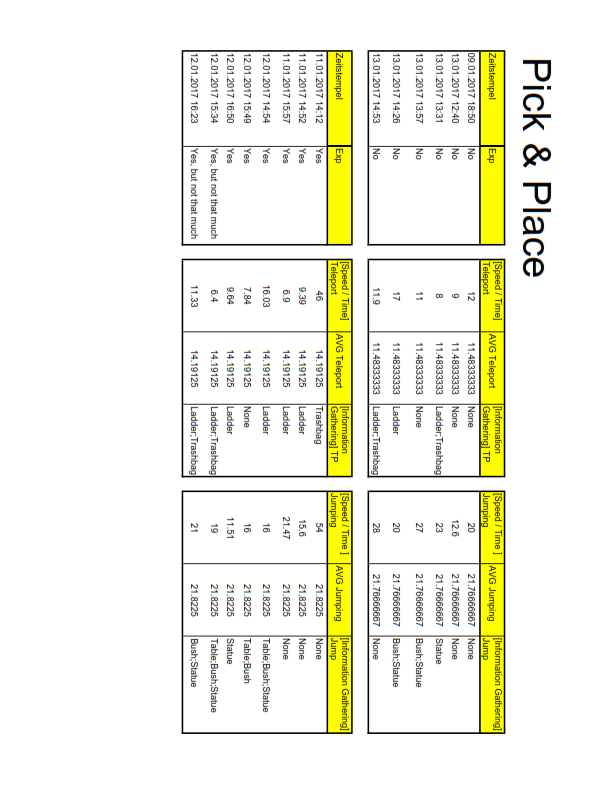 Pick & Place
Zeitstempel Exp [Speed / Time] Teleport AVG Teleport [Information Gathering] TP [Speed / Time ] Jumping AVG Jumping [Information Gathering] Jump
09.01.2017 18:50 No 12 11.48333333 None 20 21.76666667 None
13.01.2017 12:40 No 9 11.48333333 None 12.6 21.76666667 None
13.01.2017 13:31 No 8 11.48333333 Ladder;Trashbag 23 21.76666667 Statue
13.01.2017 13:57 No 11 11.48333333 None 27 21.76666667 Bush;Statue
13.01.2017 14:26 No 17 11.48333333 Ladder 20 21.76666667 Bush;Statue
13.01.2017 14:53 No 11.9 11.48333333 Ladder;Trashbag 28 21.76666667 None
Zeitstempel Exp [Speed / Time] Teleport AVG Teleport [Information Gathering] TP [Speed / Time ] Jumping AVG Jumping [Information Gathering] Jump
11.01.2017 14:12 Yes 46 14.19125 Trashbag 54 21.8225 None
11.01.2017 14:52 Yes 9.39 14.19125 Ladder 15.6 21.8225 None
11.01.2017 15:57 Yes 6.9 14.19125 Ladder 21.47 21.8225 None
12.01.2017 14:54 Yes 16.03 14.19125 Ladder 16 21.8225 Table;Bush;Statue
12.01.2017 15:49 Yes 7.84 14.19125 None 16 21.8225 Table;Bush
12.01.2017 16:50 Yes 9.64 14.19125 Ladder 11.51 21.8225 Statue
12.01.2017 15:34 Yes, but not that much 6.4 14.19125 Ladder;Trashbag 19 21.8225 Table;Bush;Statue
12.01.2017 16:23 Yes, but not that much 11.33 14.19125 Ladder;Trashbag 21 21.8225 Bush;Statue